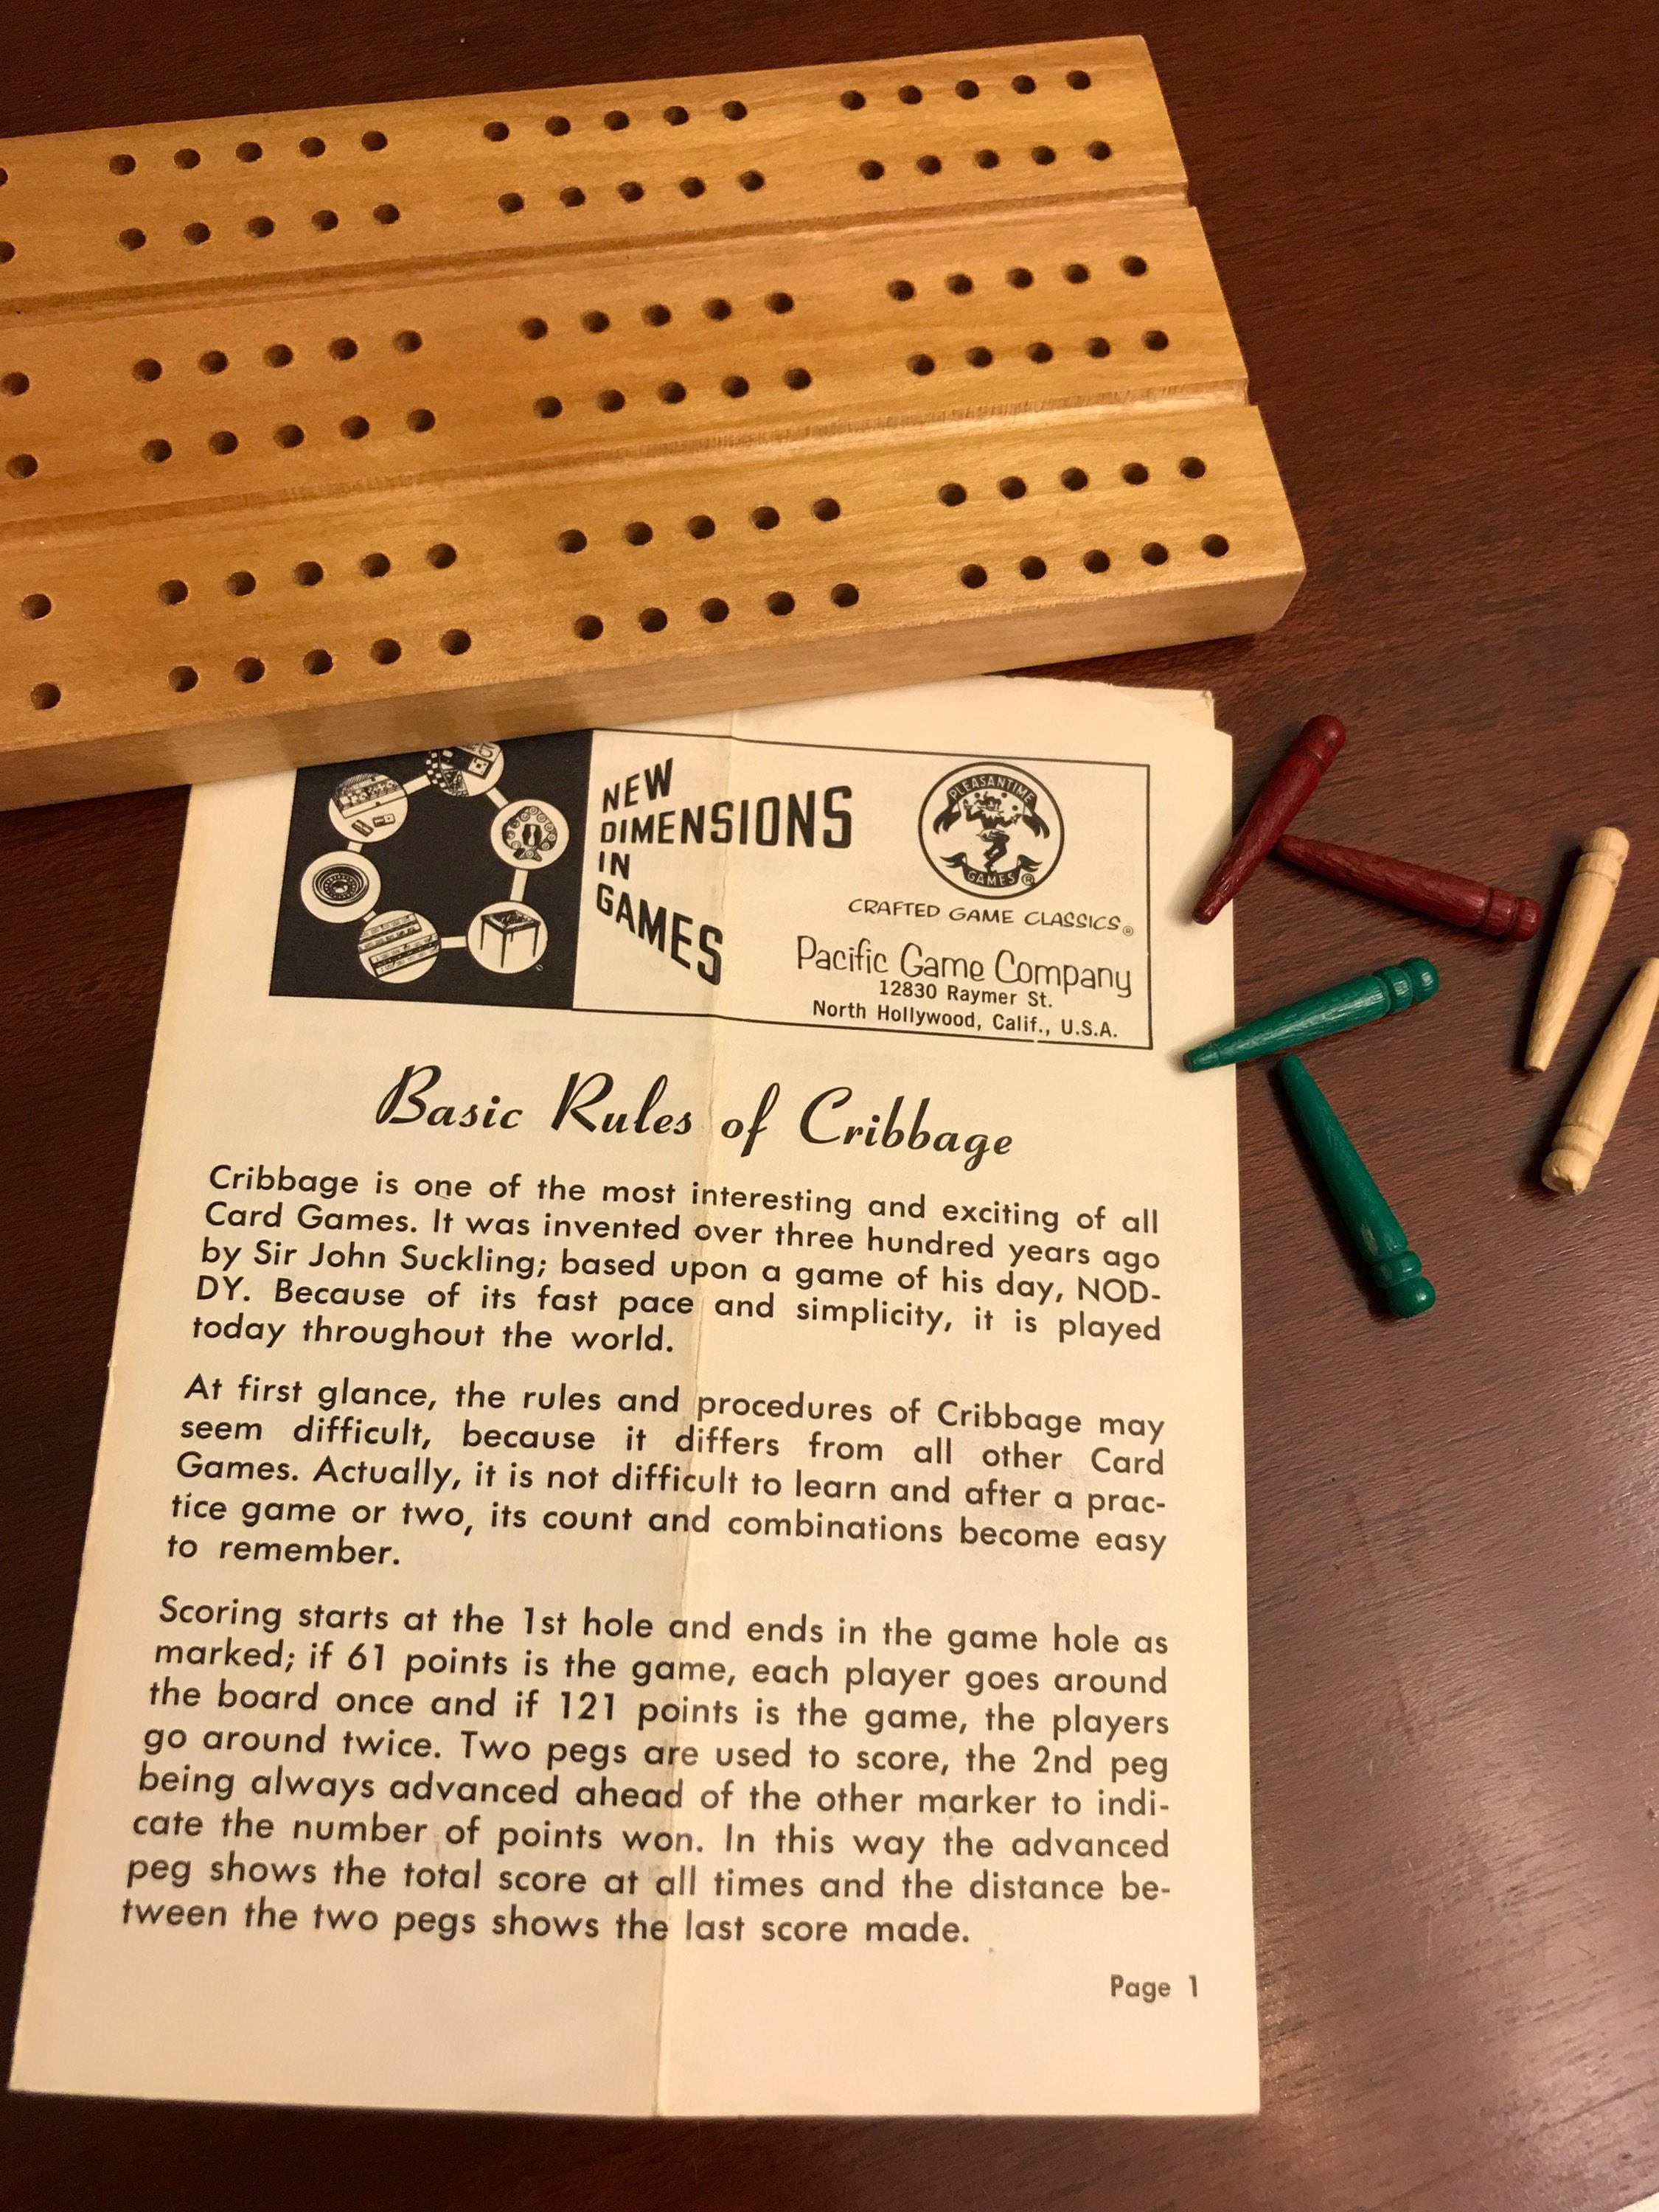 NEW
DIMENSIONS
IN
GAMES
PLEASANTIME
GAMES ®
CRAFTED GAME CLASSICS®
Pacific Game Company
12830 Raymer St.
North Hollywood, Calif., U.S.A.
Basic Rules of Cribbage
Cribbage is one of the most interesting and exciting of all
Card Games. It was invented over three hundred years ago
by Sir John Suckling; based upon a game of his day, NOD-
DY. Because of its fast pace and simplicity, it is played
today throughout the world.
At first glance, the rules and procedures of Cribbage may
seem difficult, because it differs from all other Card
Games. Actually, it is not difficult to learn and after a prac-
tice game or two, its count and combinations become easy
to remember.
Scoring starts at the 1st hole and ends in the game hole as
marked; if 61 points is the game, each player goes around
the board once and if 121 points is the game, the players
go around twice. Two pegs are used to score, the 2nd peg
being always advanced ahead of the other marker to indi-
cate the number of points won. In this way the advanced
peg shows the total score at all times and the distance be-
tween the two pegs shows the last score made.
Page 1